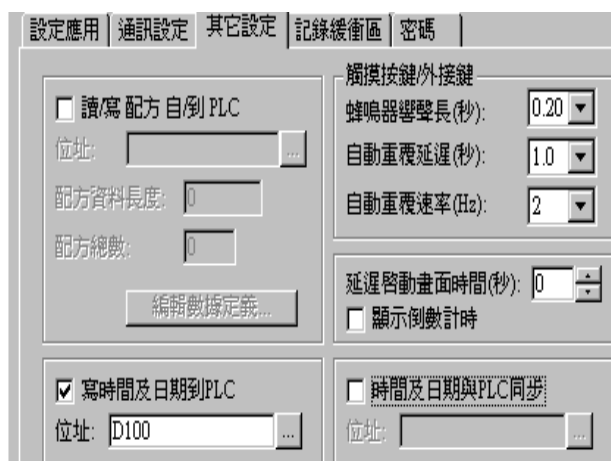 設定應用 通訊設定 其它設定 記錄緩衝區 密碼
讀/寫 配方 自/到 PLC
位址: ...
配方資料長度: 0
配方總數: 0
編輯數據定義...
觸摸按鍵/外接鍵
蜂鳴器響聲長(秒): 0.20
自動重覆延遲(秒): 1.0
自動重覆速率(Hz): 2
延遲啓動畫面時間(秒): 0
顯示倒數計時
寫時間及日期到PLC
位址: D100 ...
時間及日期與PLC同步
位址: ...